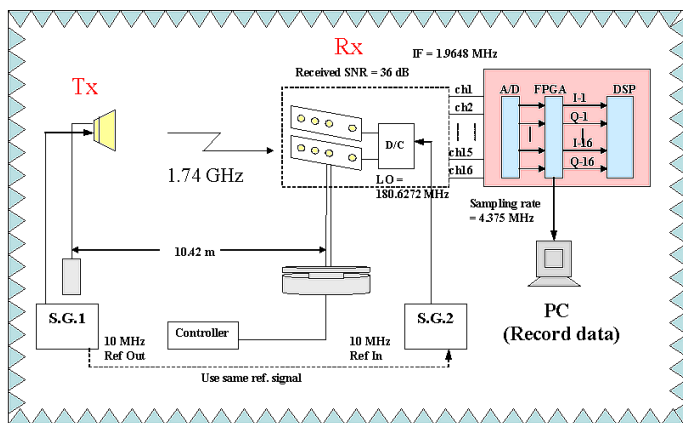 Rx
IF = 1.9648 MHz
Tx
Received SNR = 36 dB
ch1
ch2
ch15
ch16
A/D
FPGA
DSP
I-1
Q-1
I-16
Q-16
D/C
1.74 GHz
LO =
180.6272 MHz
Sampling rate
= 4.375 MHz
10.42 m
PC
(Record data)
S.G.1
10 MHz
Ref Out
Controller
10 MHz
Ref In
S.G.2
Use same ref. signal